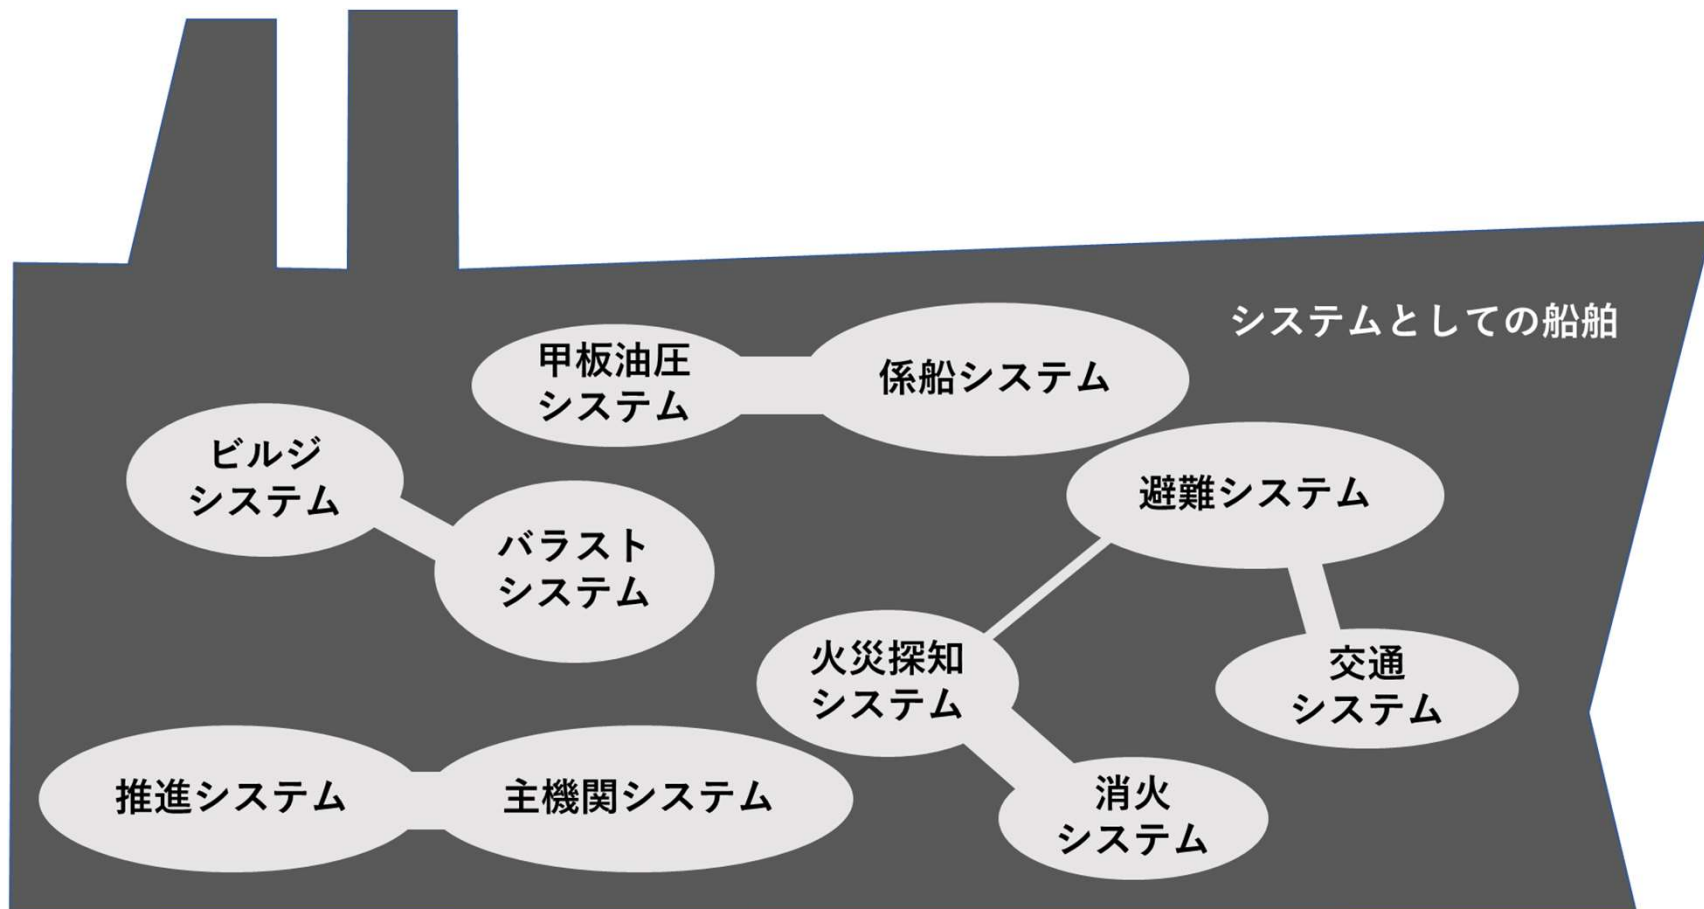 システムとしての船舶
甲板油圧
システム
係船システム
ビルジ
システム
避難システム
バラスト
システム
火災探知
システム
交通
システム
推進システム
主機関システム
消火
システム